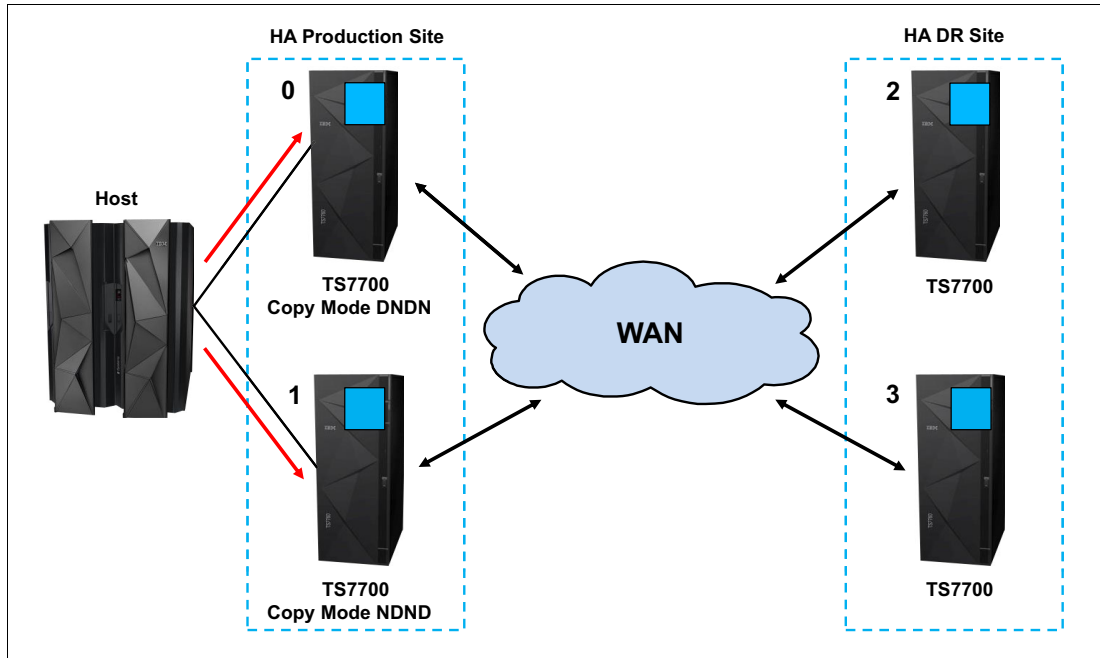 HA Production Site
HA DR Site
0
2
Host
TS7700
Copy Mode DNDN
TS7700
WAN
1
3
TS7700
Copy Mode NDND
TS7700